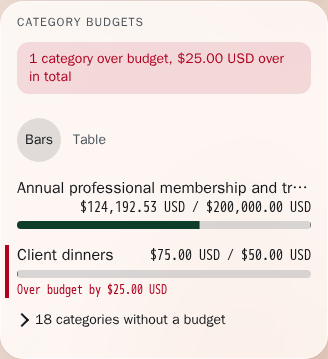 CATEGORY BUDGETS
1 category over budget, $25.00 USD over
in total
Bars Table
Annual professional membership and tr···
$124,192.53 USD / $200,000.00 USD
Client dinners $75.00 USD / $50.00 USD
Over budget by $25.00 USD
18 categories without a budget